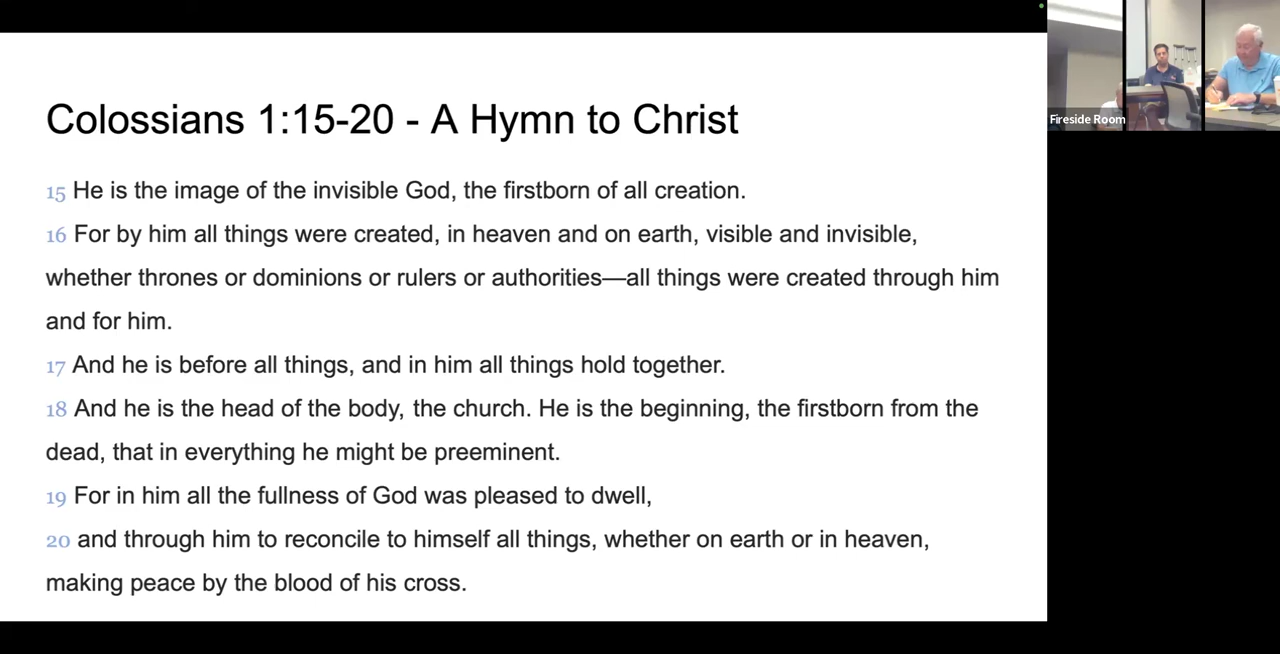 Colossians 1:15-20 - A Hymn to Christ
15 He is the image of the invisible God, the firstborn of all creation.
16 For by him all things were created, in heaven and on earth, visible and invisible,
whether thrones or dominions or rulers or authorities—all things were created through him
and for him.
17 And he is before all things, and in him all things hold together.
18 And he is the head of the body, the church. He is the beginning, the firstborn from the
dead, that in everything he might be preeminent.
19 For in him all the fullness of God was pleased to dwell,
20 and through him to reconcile to himself all things, whether on earth or in heaven,
making peace by the blood of his cross.
Fireside Room